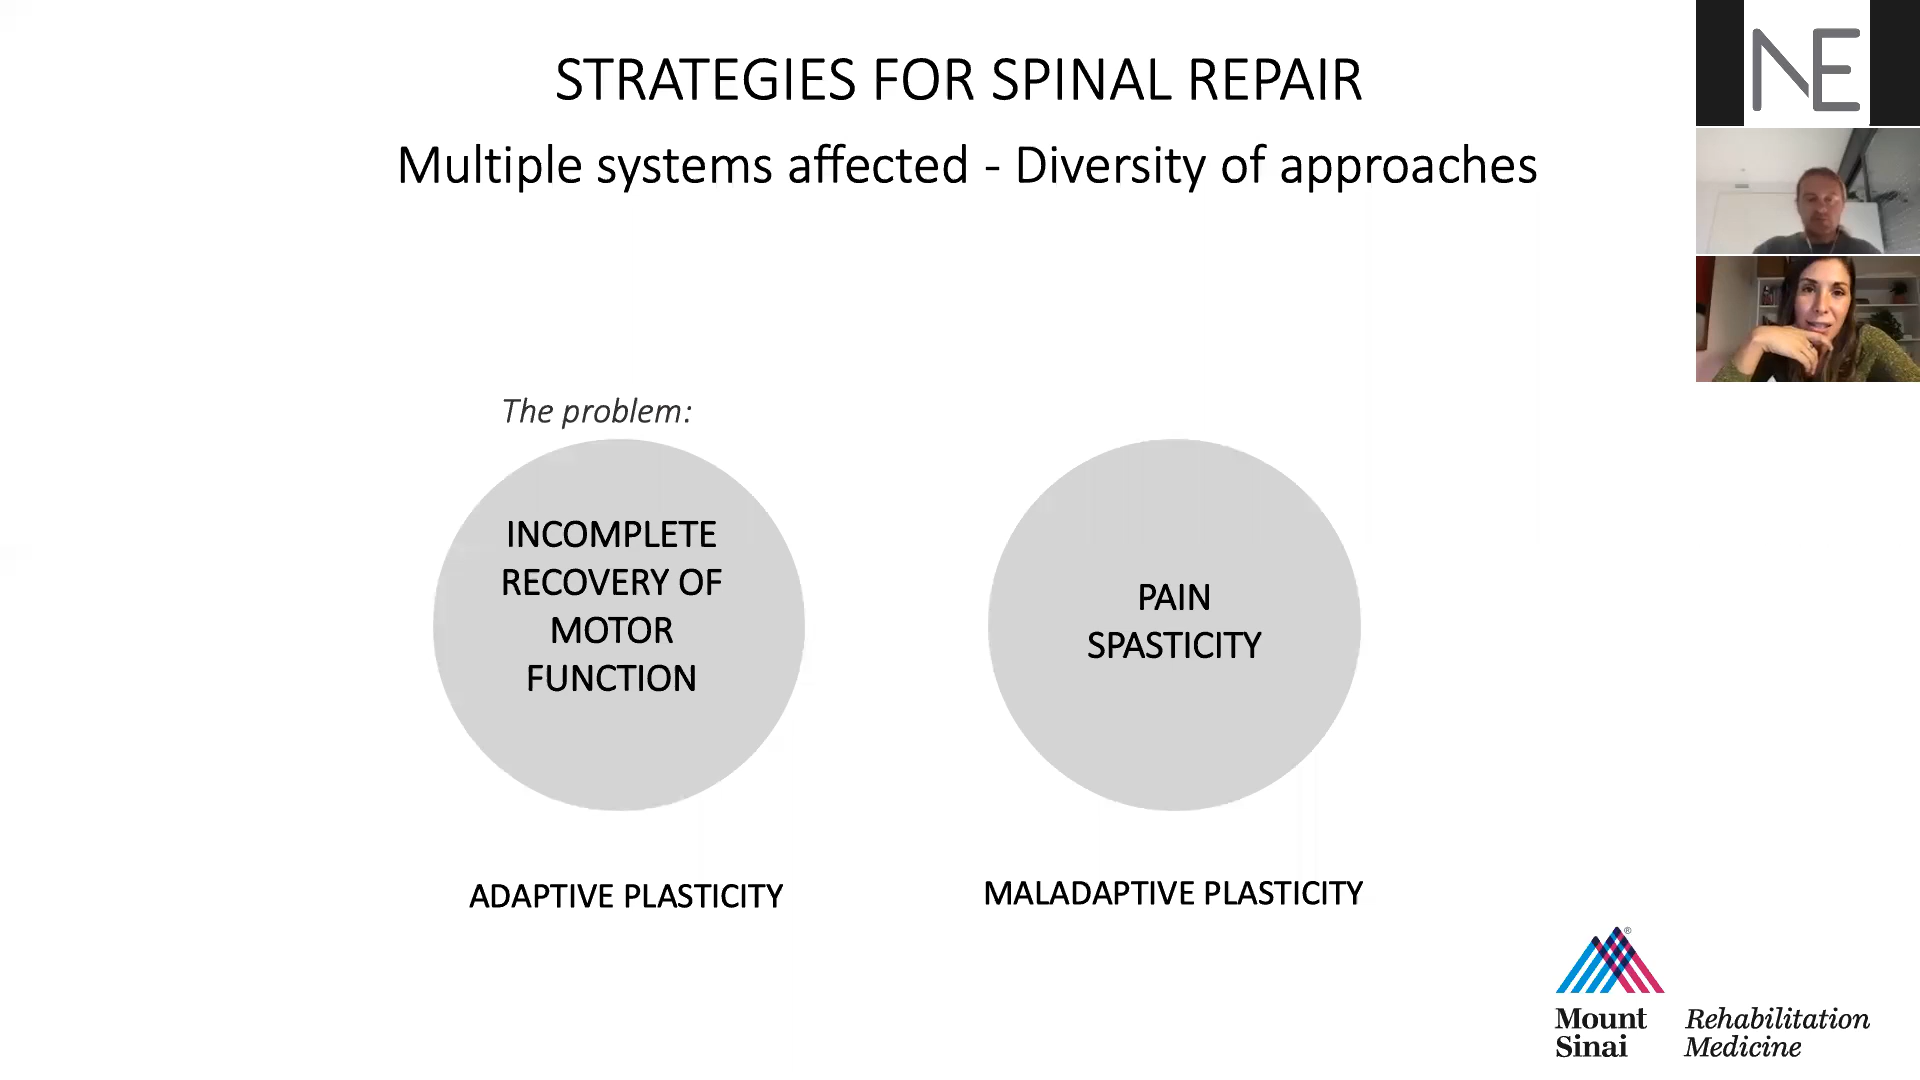 STRATEGIES FOR SPINAL REPAIR
Multiple systems affected - Diversity of approaches
NE
The problem:
INCOMPLETE
RECOVERY OF
MOTOR
FUNCTION
PAIN
SPASTICITY
ADAPTIVE PLASTICITY
MALADAPTIVE PLASTICITY
®
Mount
Sinai
Rehabilitation
Medicine